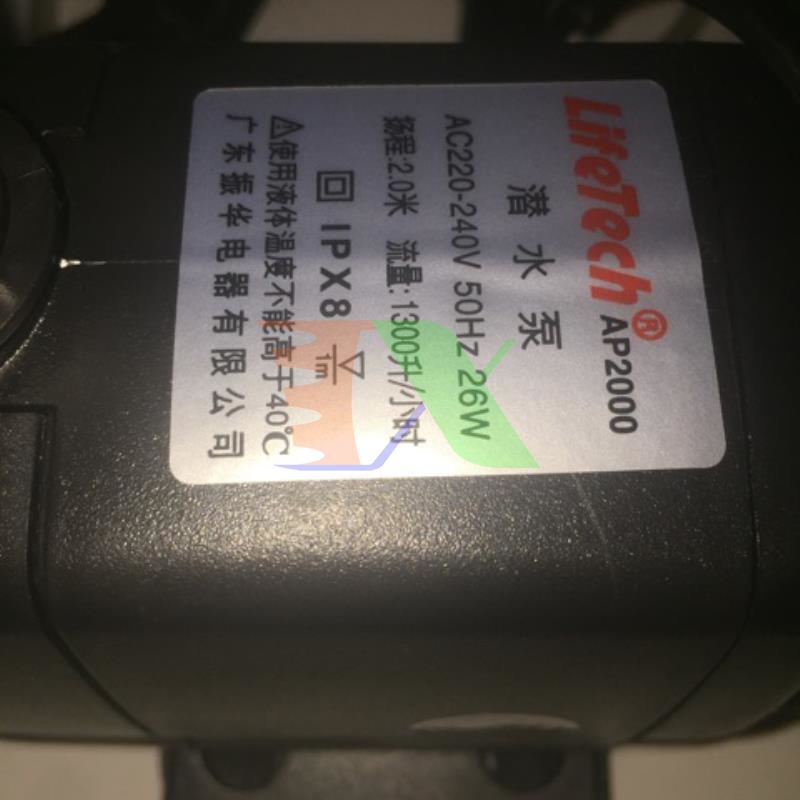 LifeTech® AP2000
潜水泵
AC220-240V 50Hz 26W
扬程:2.0米 流量:1300升/小时
IPX8 1m
⚠使用液体温度不能高于40℃
广东振华电器有限公司